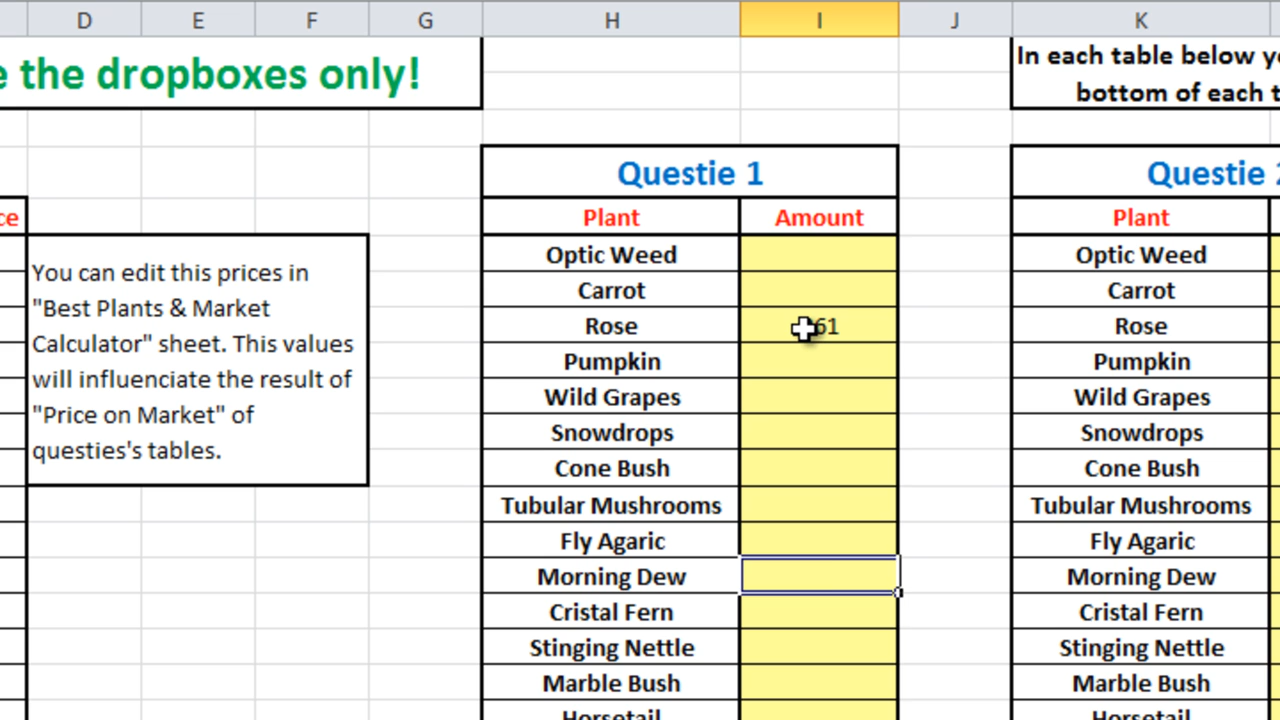 D E F G H I J K
e the dropboxes only!
In each table below
bottom of each
Questie 1
Questie
ce
Plant Amount
Plant
You can edit this prices in
"Best Plants & Market
Calculator" sheet. This values
will influenciate the result of
"Price on Market" of
questies's tables.
Optic Weed
Carrot
Rose
Pumpkin
Wild Grapes
Snowdrops
Cone Bush
Tubular Mushrooms
Fly Agaric
Morning Dew
Cristal Fern
Stinging Nettle
Marble Bush
Horsetail
Optic Weed
Carrot
Rose
Pumpkin
Wild Grapes
Snowdrops
Cone Bush
Tubular Mushrooms
Fly Agaric
Morning Dew
Cristal Fern
Stinging Nettle
Marble Bush
Horsetail